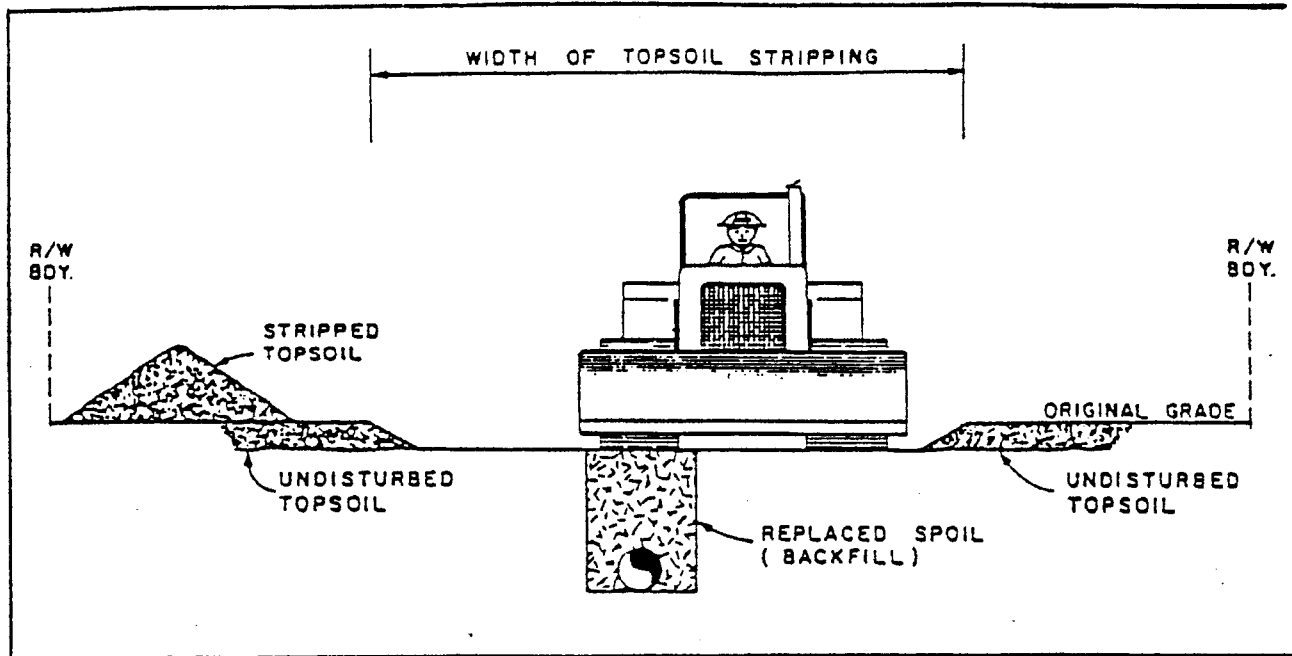 WIDTH OF TOPSOIL STRIPPING
R/W
BDY.
R/W
BDY.
STRIPPED
TOPSOIL
ORIGINAL GRADE
UNDISTURBED
TOPSOIL
UNDISTURBED
TOPSOIL
REPLACED SPOIL
(BACKFILL)